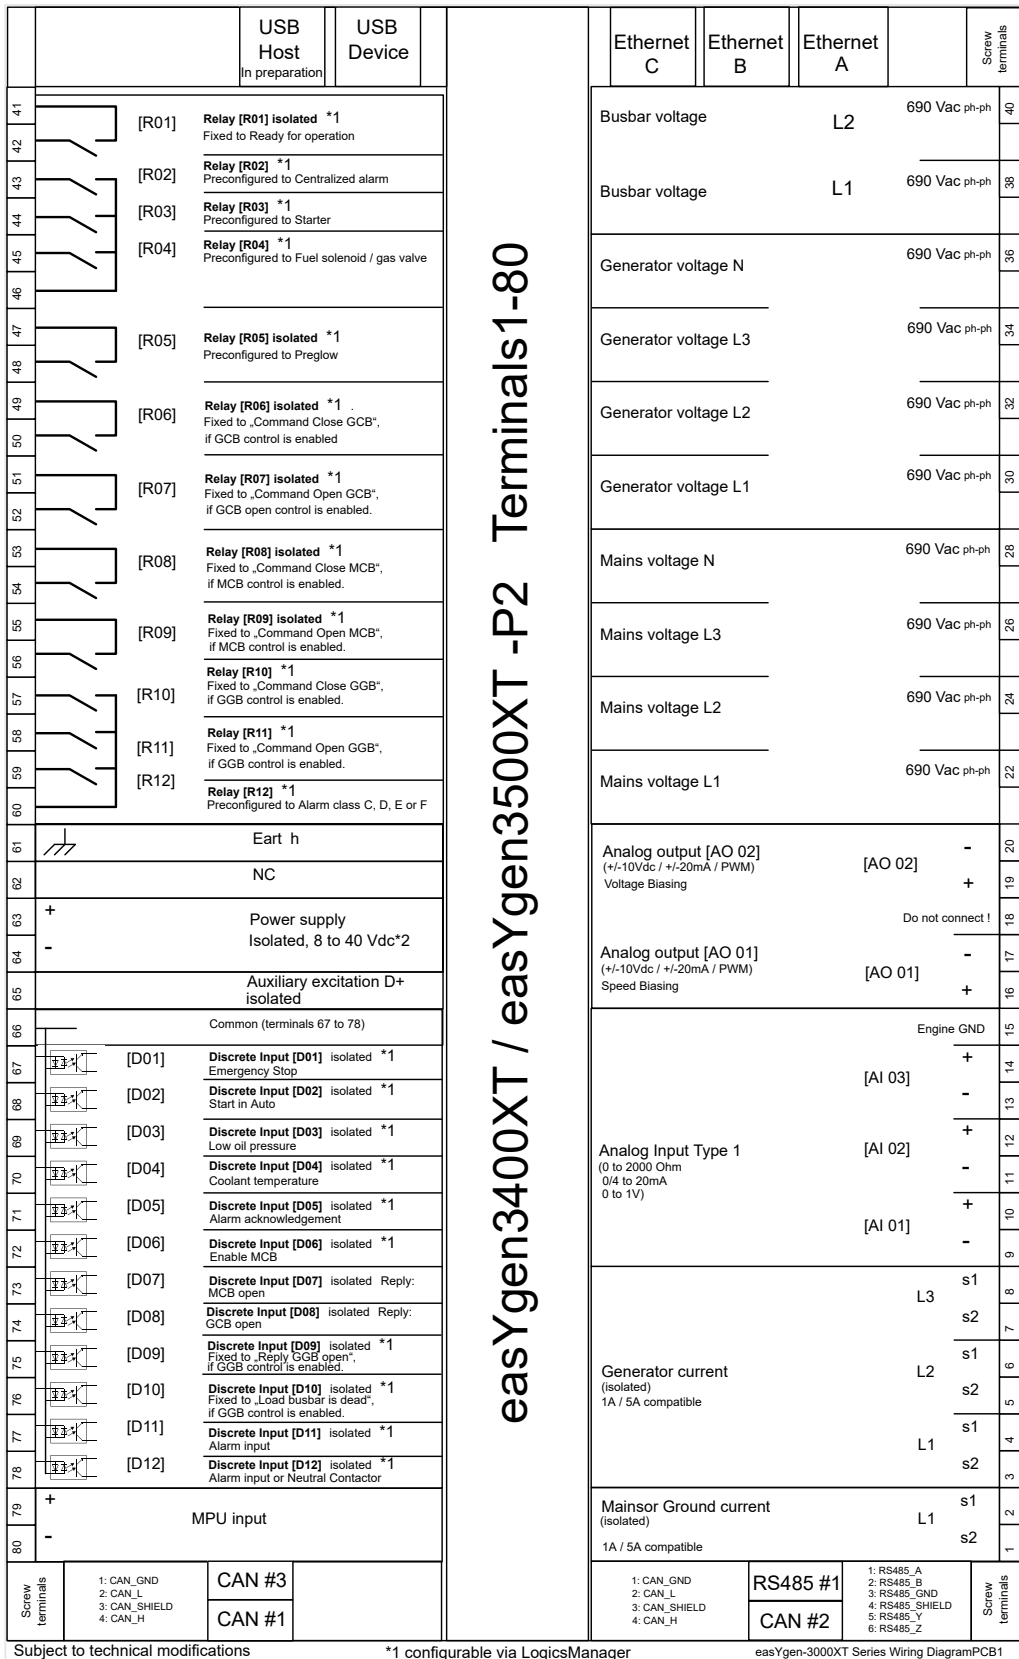 USB
Host
In preparation
USB
Device
Ethernet
C
Ethernet
B
Ethernet
A
Screw
terminals
41
42
[R01]
Relay [R01] isolated *1
Fixed to Ready for operation
43
[R02]
Relay [R02] *1
Preconfigured to Centralized alarm
44
[R03]
Relay [R03] *1
Preconfigured to Starter
45
[R04]
Relay [R04] *1
Preconfigured to Fuel solenoid / gas valve
46
47
48
[R05]
Relay [R05] isolated *1
Preconfigured to Preglow
49
50
[R06]
Relay [R06] isolated *1 .
Fixed to „Command Close GCB“,
if GCB control is enabled
51
52
[R07]
Relay [R07] isolated *1
Fixed to „Command Open GCB“,
if GCB open control is enabled.
53
54
[R08]
Relay [R08] isolated *1
Fixed to „Command Close MCB“,
if MCB control is enabled.
55
56
[R09]
Relay [R09] isolated *1
Fixed to „Command Open MCB“,
if MCB control is enabled.
57
[R10]
Relay [R10] *1
Fixed to „Command Close GGB“,
if GGB control is enabled.
58
[R11]
Relay [R11] *1
Fixed to „Command Open GGB“,
if GGB control is enabled.
59
[R12]
Relay [R12] *1
Preconfigured to Alarm class C, D, E or F
60
61
Eart h
62
NC
63
+
64
-
Power supply
Isolated, 8 to 40 Vdc*2
65
Auxiliary excitation D+
isolated
66
Common (terminals 67 to 78)
67
[D01]
Discrete Input [D01] isolated *1
Emergency Stop
68
[D02]
Discrete Input [D02] isolated *1
Start in Auto
69
[D03]
Discrete Input [D03] isolated *1
Low oil pressure
70
[D04]
Discrete Input [D04] isolated *1
Coolant temperature
71
[D05]
Discrete Input [D05] isolated *1
Alarm acknowledgement
72
[D06]
Discrete Input [D06] isolated *1
Enable MCB
73
[D07]
Discrete Input [D07] isolated Reply:
MCB open
74
[D08]
Discrete Input [D08] isolated Reply:
GCB open
75
[D09]
Discrete Input [D09] isolated *1
Fixed to „Reply GGB open“,
if GGB control is enabled.
76
[D10]
Discrete Input [D10] isolated *1
Fixed to „Load busbar is dead“,
if GGB control is enabled.
77
[D11]
Discrete Input [D11] isolated *1
Alarm input
78
[D12]
Discrete Input [D12] isolated *1
Alarm input or Neutral Contactor
79
+
80
-
MPU input
Screw
terminals
1: CAN_GND
2: CAN_L
3: CAN_SHIELD
4: CAN_H
CAN #3
CAN #1
easYgen3400XT / easYgen3500XT -P2 Terminals1-80
Busbar voltage
L2
690 Vac ph-ph
40
Busbar voltage
L1
690 Vac ph-ph
38
Generator voltage N
690 Vac ph-ph
36
Generator voltage L3
690 Vac ph-ph
34
Generator voltage L2
690 Vac ph-ph
32
Generator voltage L1
690 Vac ph-ph
30
Mains voltage N
690 Vac ph-ph
28
Mains voltage L3
690 Vac ph-ph
26
Mains voltage L2
690 Vac ph-ph
24
Mains voltage L1
690 Vac ph-ph
22
Analog output [AO 02]
(+/-10Vdc / +/-20mA / PWM)
Voltage Biasing
[AO 02]
-
20
+
19
Do not connect !
18
Analog output [AO 01]
(+/-10Vdc / +/-20mA / PWM)
Speed Biasing
[AO 01]
-
17
+
16
Engine GND
15
Analog Input Type 1
(0 to 2000 Ohm
0/4 to 20mA
0 to 1V)
[AI 03]
+
14
-
13
[AI 02]
+
12
-
11
[AI 01]
+
10
-
9
Generator current
(isolated)
1A / 5A compatible
L3
s1
8
s2
7
L2
s1
6
s2
5
L1
s1
4
s2
3
Mainsor Ground current
(isolated)
1A / 5A compatible
L1
s1
2
s2
1
1: CAN_GND
2: CAN_L
3: CAN_SHIELD
4: CAN_H
RS485 #1
CAN #2
1: RS485_A
2: RS485_B
3: RS485_GND
4: RS485_SHIELD
5: RS485_Y
6: RS485_Z
Screw
terminals
Subject to technical modifications
*1 configurable via LogicsManager
easYgen-3000XT Series Wiring DiagramPCB1